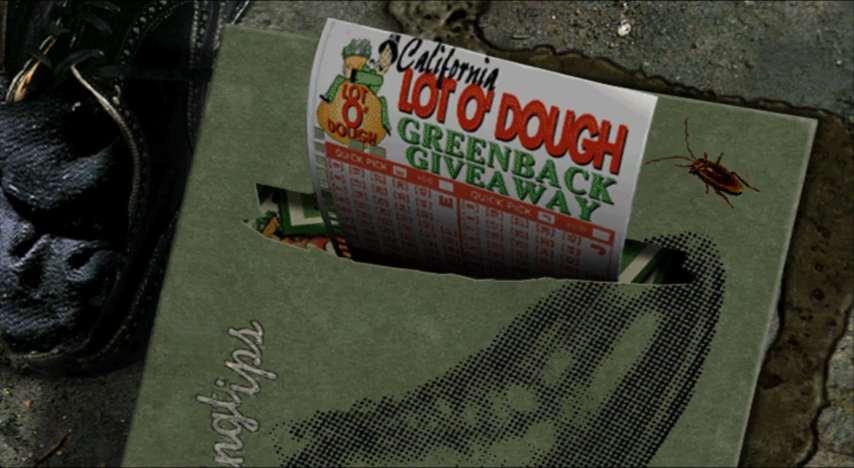 California
LOT O' DOUGH
GREENBACK
GIVEAWAY
LOT
O'
DOUGH
QUICK PICK
QUICK PICK
ngtips